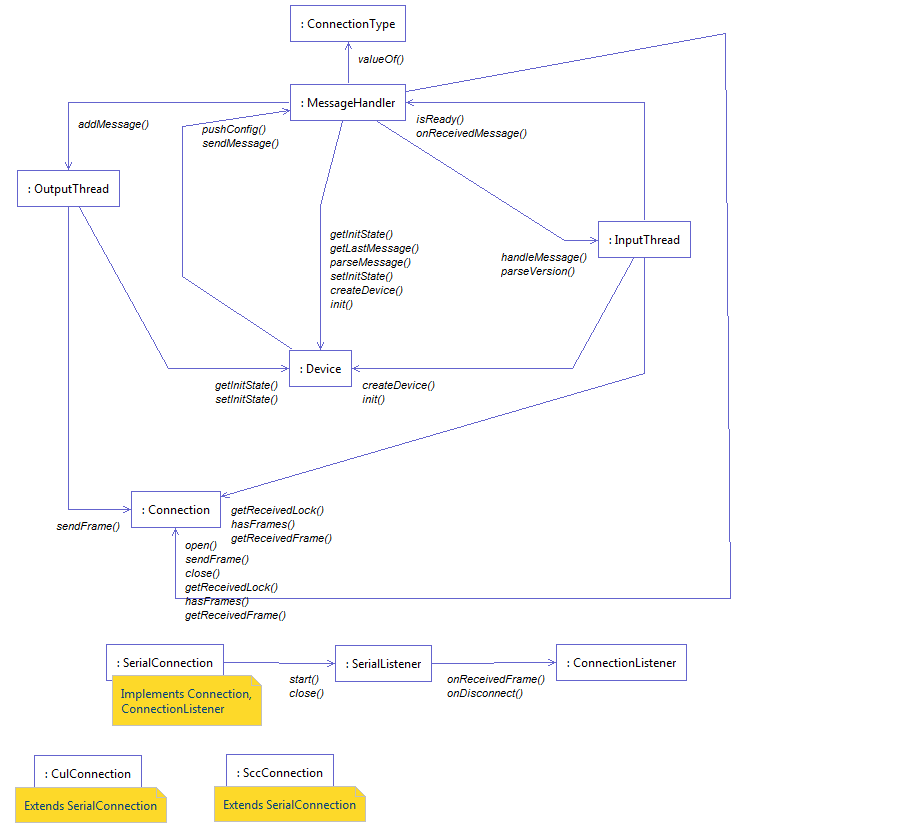 : ConnectionType
valueOf()
: MessageHandler
addMessage()
pushConfig()
sendMessage()
isReady()
onReceivedMessage()
: OutputThread
getInitState()
getLastMessage()
parseMessage()
setInitState()
createDevice()
init()
: InputThread
handleMessage()
parseVersion()
: Device
getInitState()
setInitState()
createDevice()
init()
: Connection
sendFrame()
getReceivedLock()
hasFrames()
getReceivedFrame()
open()
sendFrame()
close()
getReceivedLock()
hasFrames()
getReceivedFrame()
: SerialConnection
Implements Connection,
ConnectionListener
start()
close()
: SerialListener
onReceivedFrame()
onDisconnect()
: ConnectionListener
: CulConnection
Extends SerialConnection
: SccConnection
Extends SerialConnection